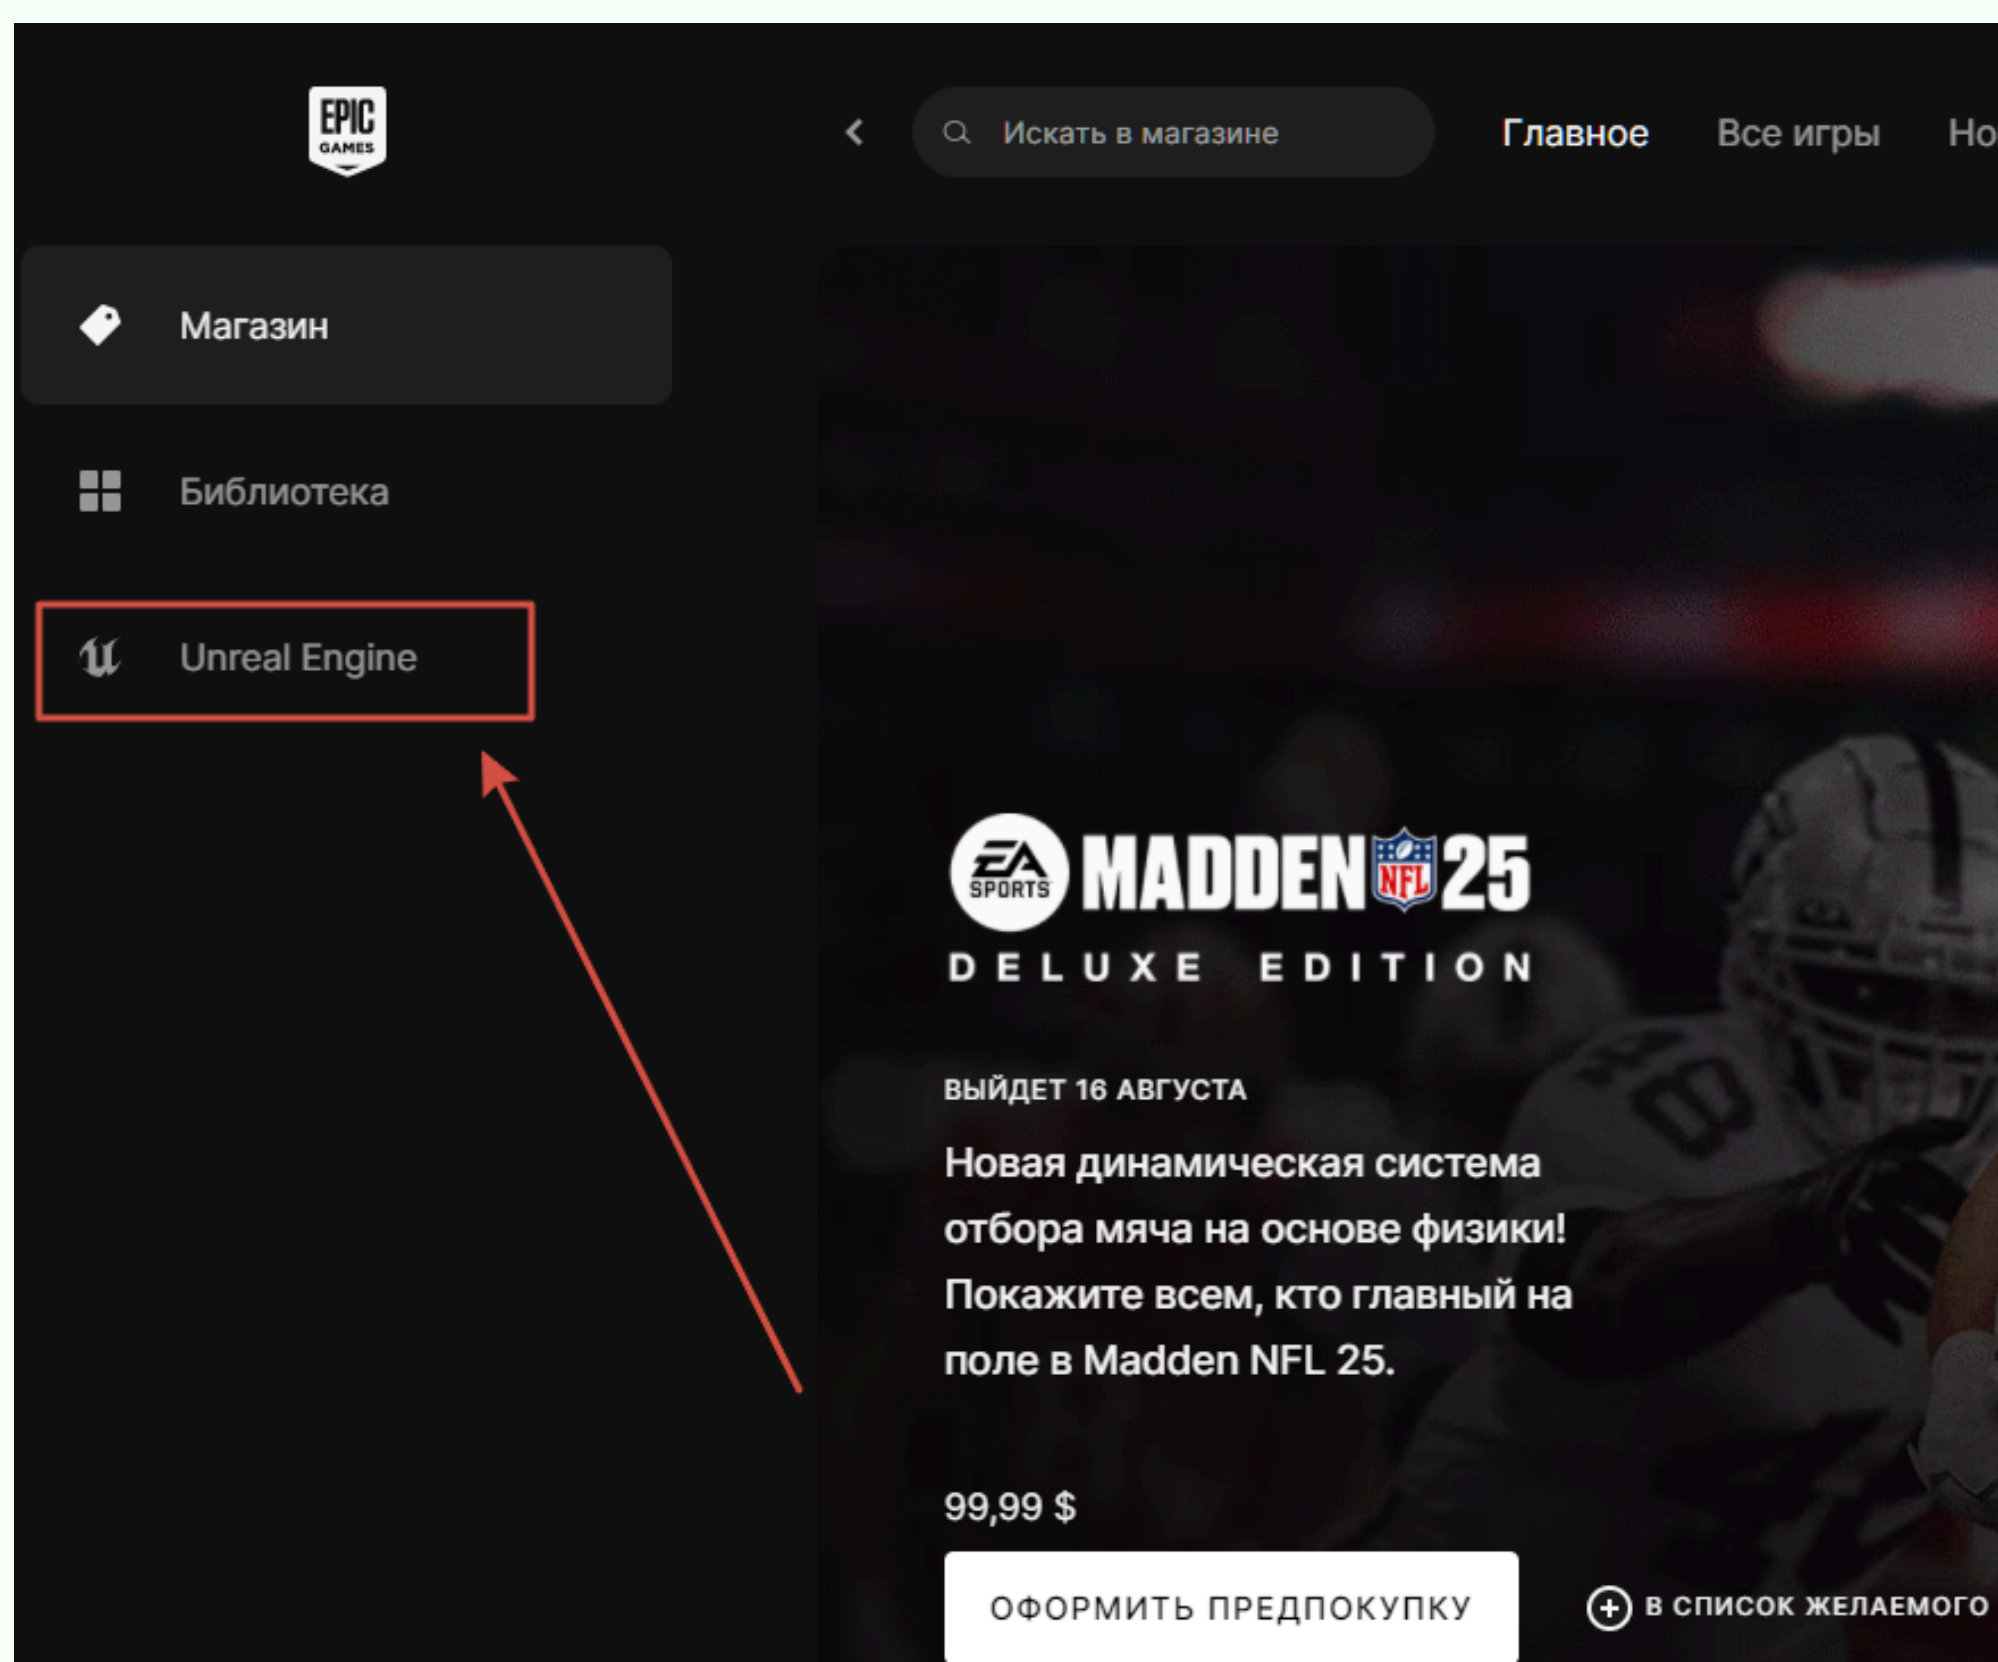 EPIC
GAMES
Искать в магазине
Главное
Все игры
Но
Магазин
Библиотека
Unreal Engine
EA
SPORTS
MADDEN NFL 25
DELUXE EDITION
ВЫЙДЕТ 16 АВГУСТА
Новая динамическая система
отбора мяча на основе физики!
Покажите всем, кто главный на
поле в Madden NFL 25.
99,99 $
ОФОРМИТЬ ПРЕДПОКУПКУ
В СПИСОК ЖЕЛАЕМОГО
8